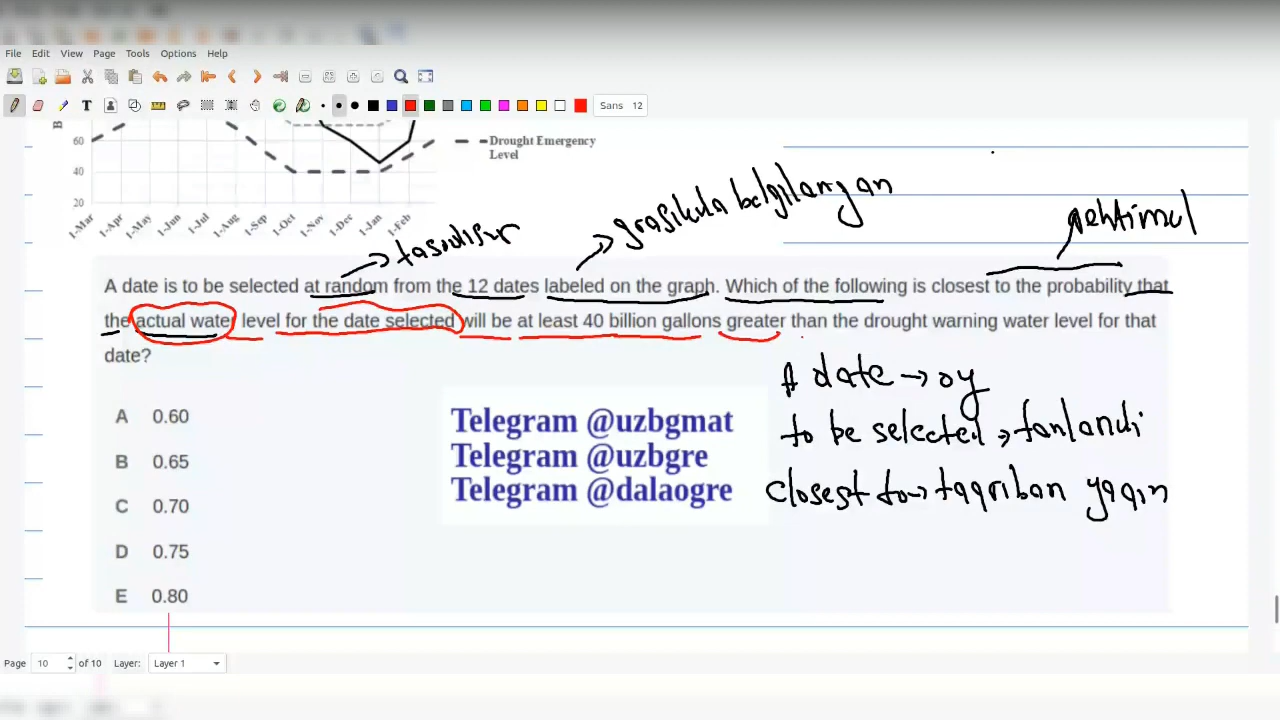 File Edit View Page Tools Options Help
T Sans 12
B
60
40
20
Drought Emergency
Level
1-Mar 1-Apr 1-May 1-Jun 1-Jul 1-Aug 1-Sep 1-Oct 1-Nov 1-Dec 1-Jan 1-Feb
grafikda belgilangan
A date is to be selected at random from the 12 dates labeled on the graph. Which of the following is closest to the probability that
the actual water level for the date selected will be at least 40 billion gallons greater than the drought warning water level for that
date?
A date → oy
to be selected → tanlandi
closest to → taqriban yaqin
A 0.60
B 0.65
C 0.70
D 0.75
E 0.80
Telegram @uzbgmat
Telegram @uzbgre
Telegram @dalaogre
Page 10 of 10 Layer: Layer 1